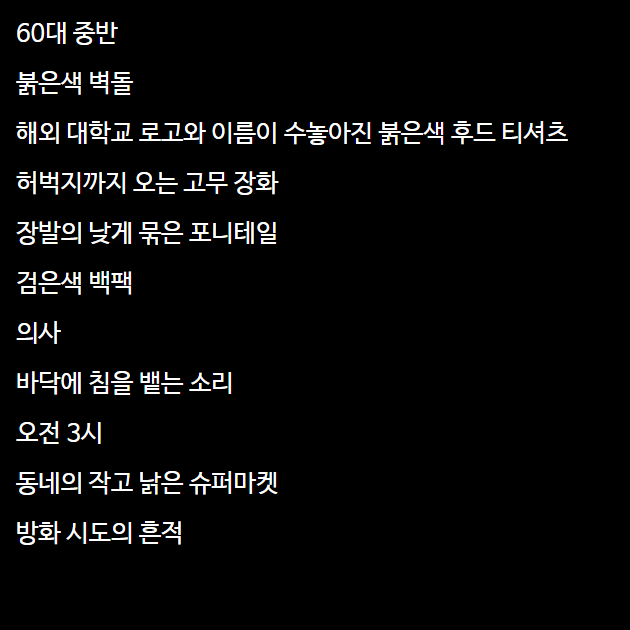 60대 중반
붉은색 벽돌
해외 대학교 로고와 이름이 수놓아진 붉은색 후드 티셔츠
허벅지까지 오는 고무 장화
장발의 낮게 묶은 포니테일
검은색 백팩
의사
바닥에 침을 뱉는 소리
오전 3시
동네의 작고 낡은 슈퍼마켓
방화 시도의 흔적